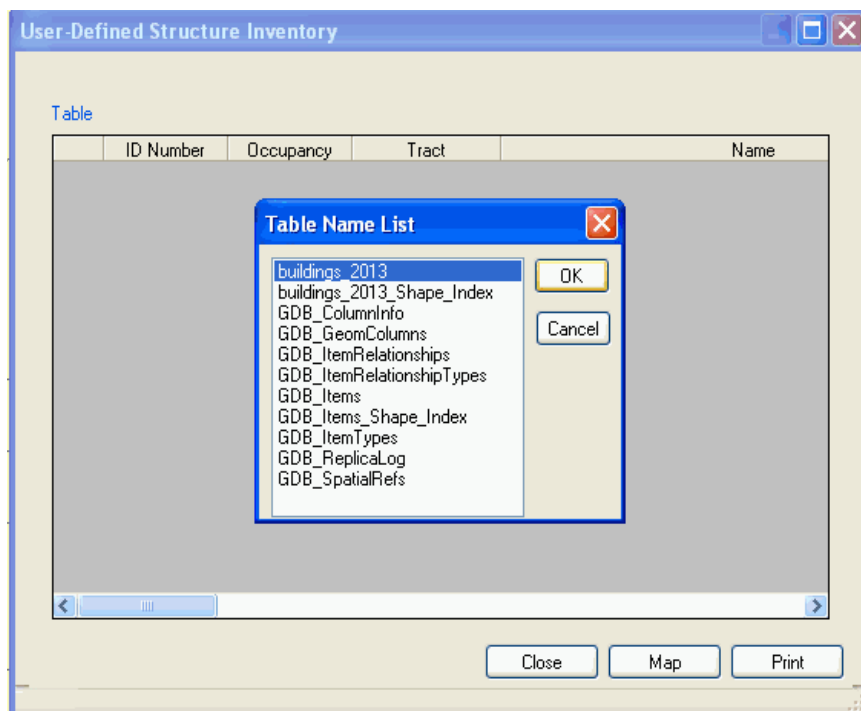 User-Defined Structure Inventory
Table
ID Number Occupancy Tract Name
Table Name List
buildings_2013
buildings_2013_Shape_Index
GDB_ColumnInfo
GDB_GeomColumns
GDB_ItemRelationships
GDB_ItemRelationshipTypes
GDB_Items
GDB_Items_Shape_Index
GDB_ItemTypes
GDB_ReplicaLog
GDB_SpatialRefs
OK
Cancel
Close Map Print